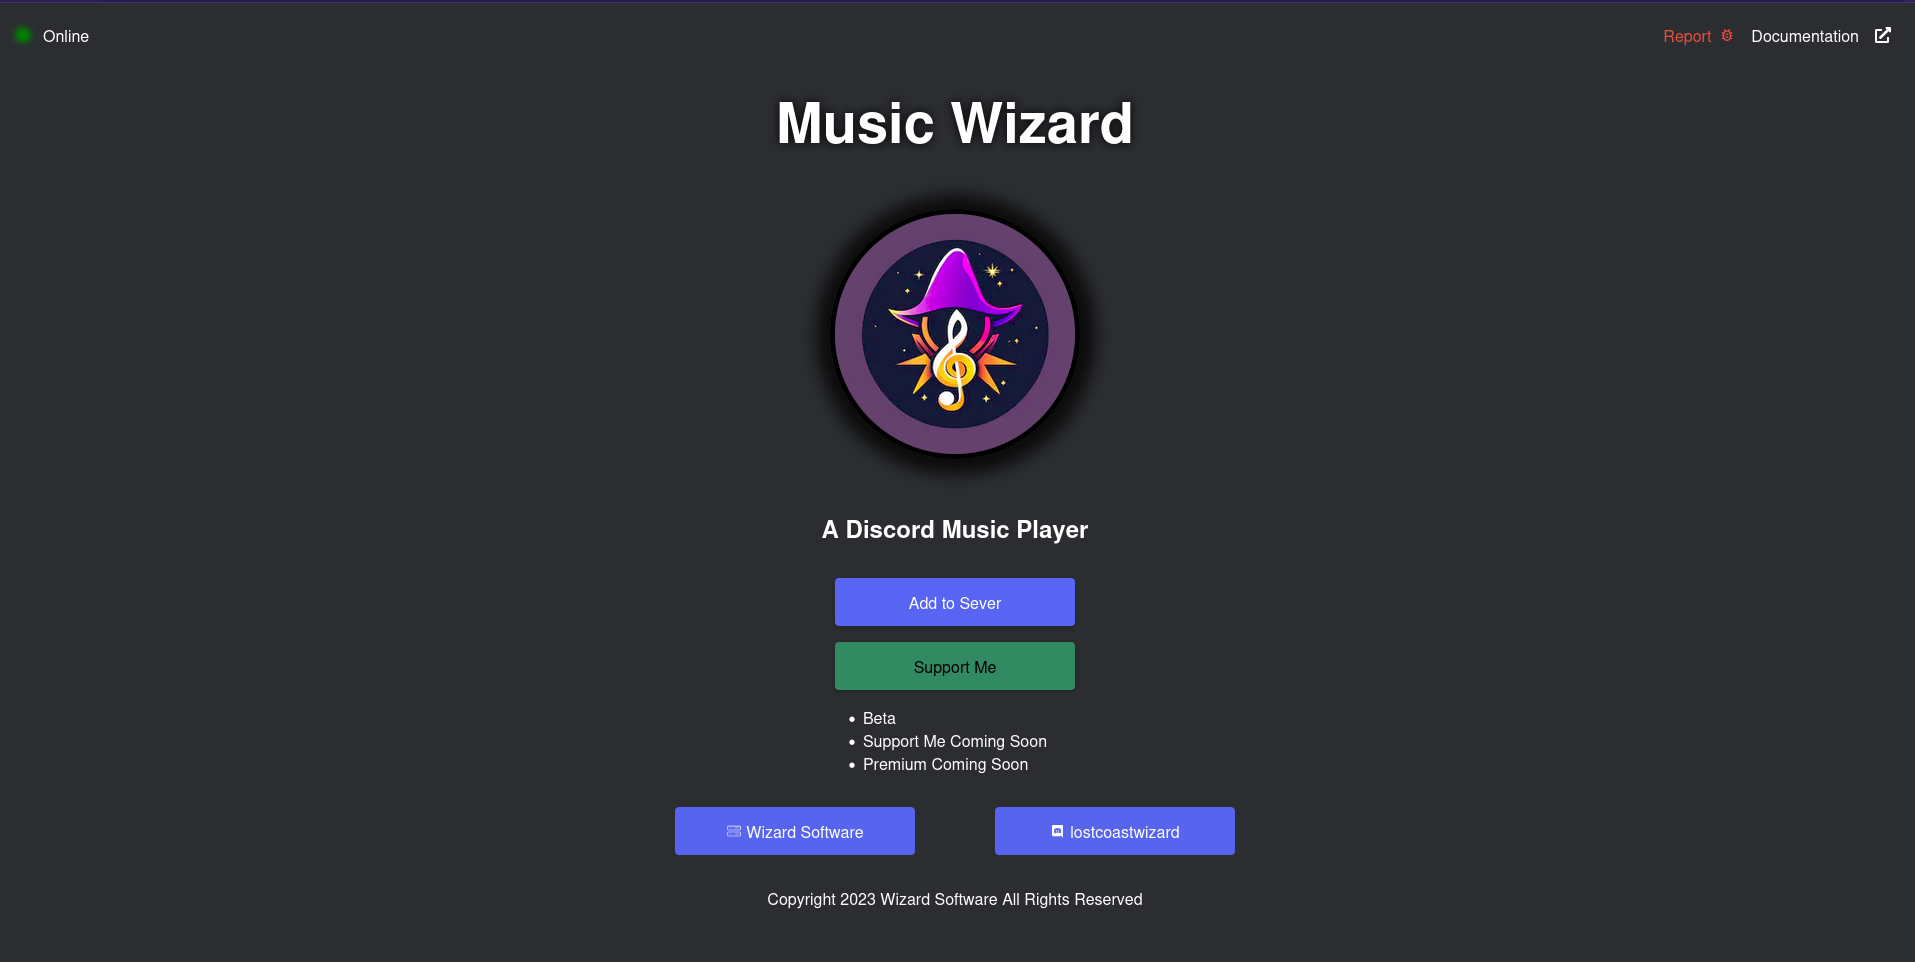 Online
Report
Documentation
Music Wizard
A Discord Music Player
Add to Sever
Support Me
• Beta
• Support Me Coming Soon
• Premium Coming Soon
Wizard Software
lostcoastwizard
Copyright 2023 Wizard Software All Rights Reserved